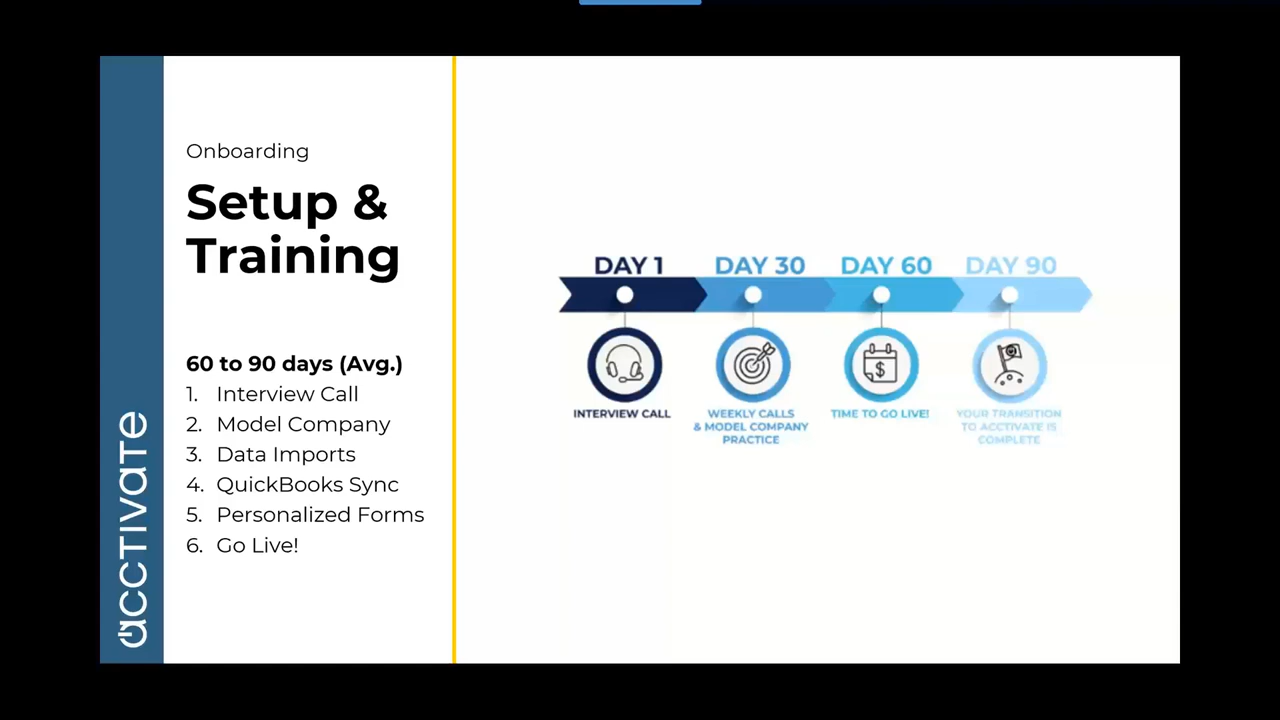 Onboarding
Setup &
Training
60 to 90 days (Avg.)
1. Interview Call
2. Model Company
3. Data Imports
4. QuickBooks Sync
5. Personalized Forms
6. Go Live!
acctivate
DAY 1
DAY 30
DAY 60
DAY 90
$
INTERVIEW CALL
WEEKLY CALLS
& MODEL COMPANY
PRACTICE
TIME TO GO LIVE!
YOUR TRANSITION
TO ACCTIVATE IS
COMPLETE